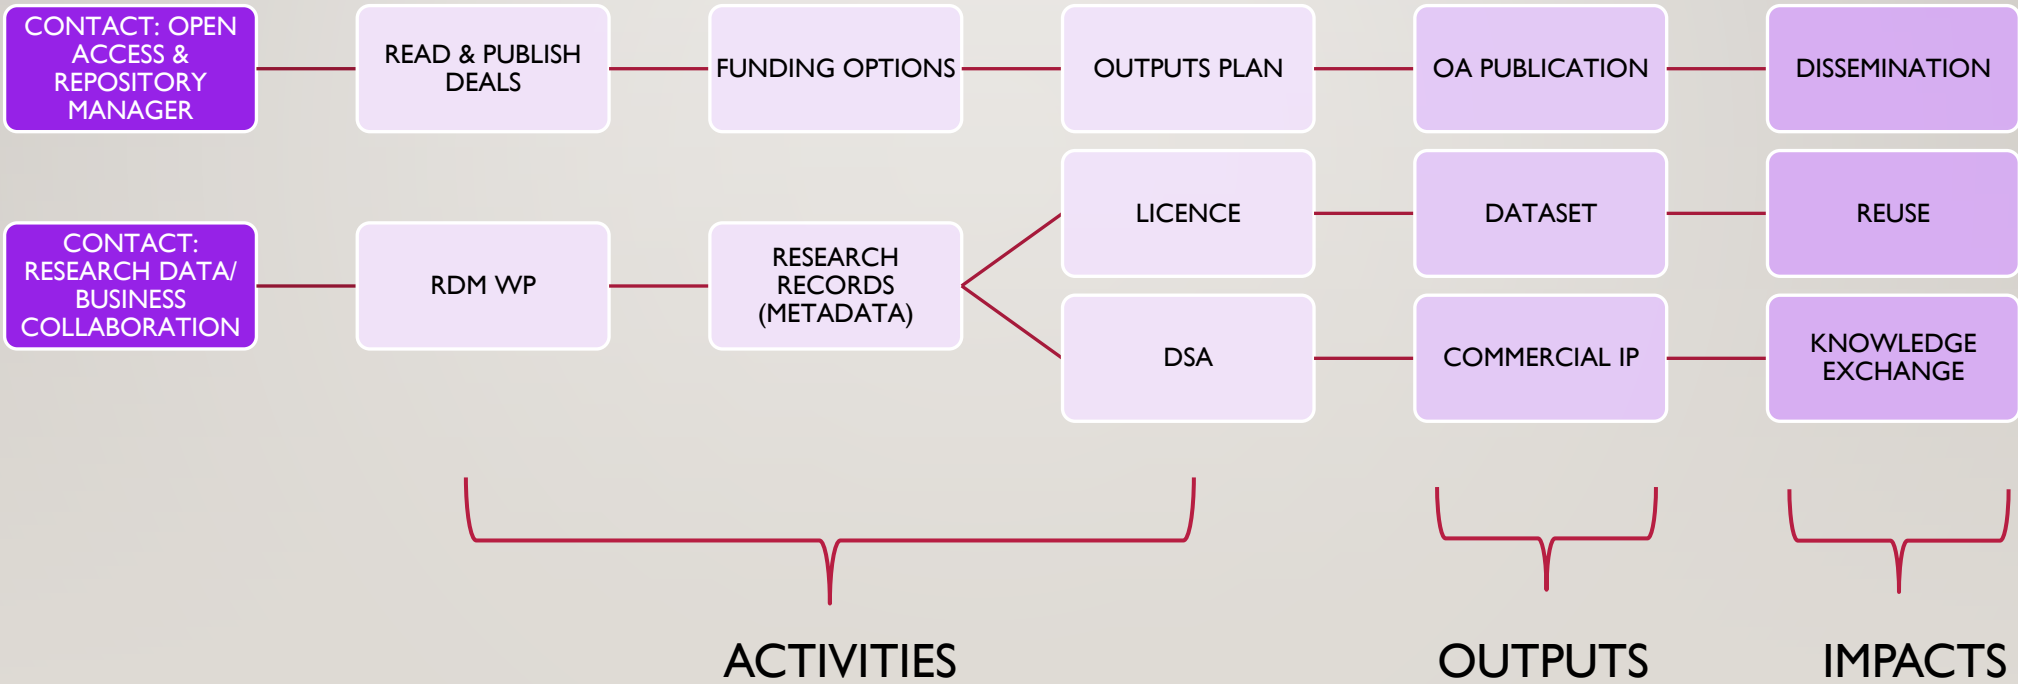 CONTACT: OPEN
ACCESS &
REPOSITORY
MANAGER
READ & PUBLISH
DEALS
FUNDING OPTIONS
OUTPUTS PLAN
OA PUBLICATION
DISSEMINATION
CONTACT:
RESEARCH DATA/
BUSINESS
COLLABORATION
RDM WP
RESEARCH
RECORDS
(METADATA)
LICENCE
DATASET
REUSE
DSA
COMMERCIAL IP
KNOWLEDGE
EXCHANGE
ACTIVITIES
OUTPUTS
IMPACTS